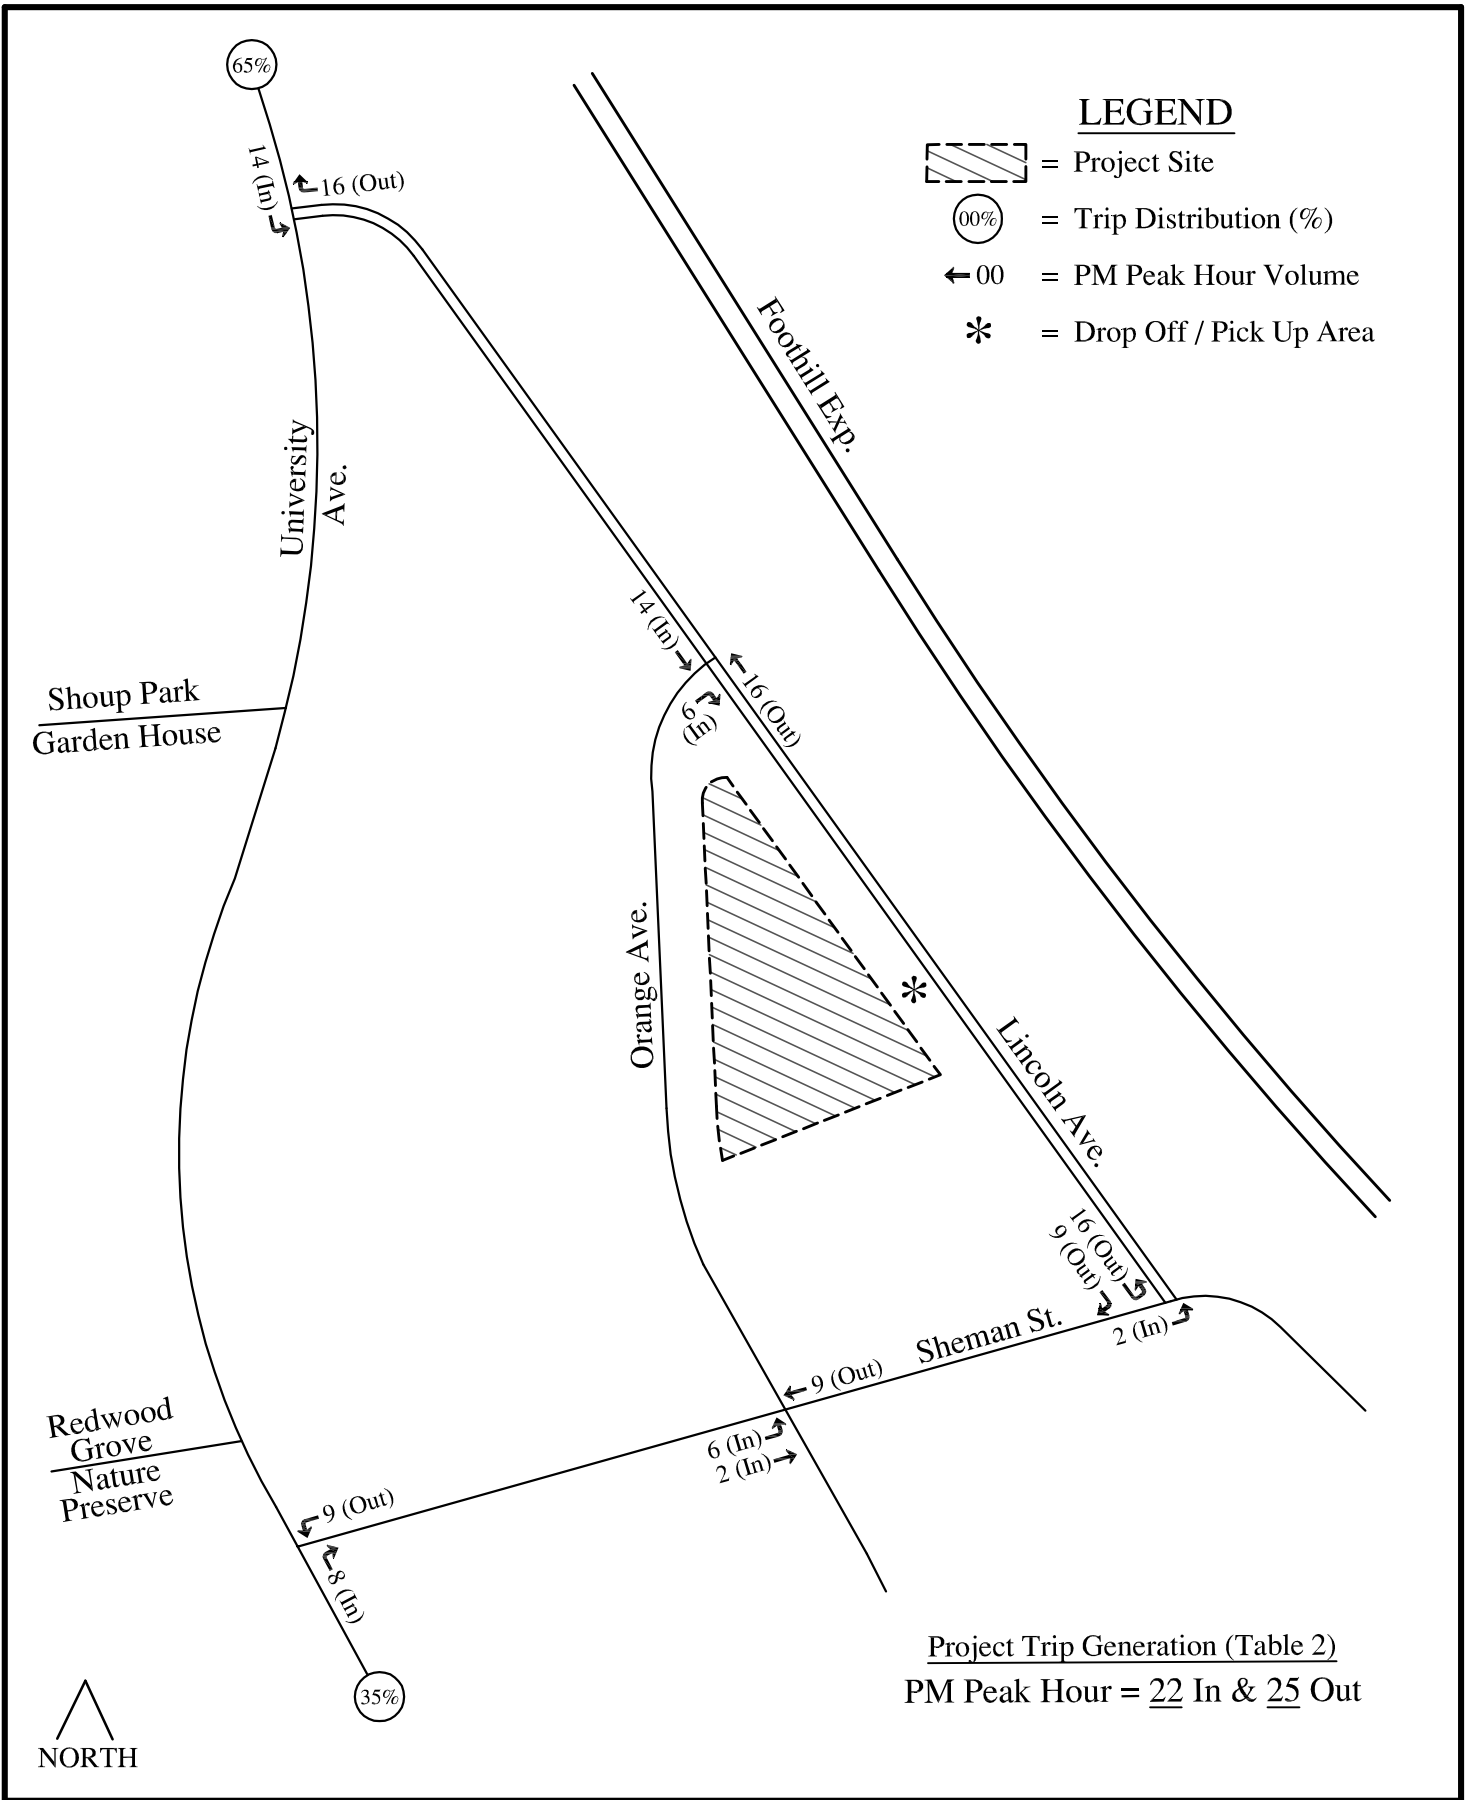 65%
14 (In)
16 (Out)
LEGEND
= Project Site
00% = Trip Distribution (%)
00 = PM Peak Hour Volume
* = Drop Off / Pick Up Area
Foothill Exp.
University
Ave.
14 (In)
16 (Out)
6
(In)
Shoup Park
Garden House
Orange Ave.
*
Lincoln Ave.
16 (Out)
9 (Out)
2 (In)
Sheman St.
9 (Out)
6 (In)
2 (In)
Redwood
Grove
Nature
Preserve
9 (Out)
8 (In)
35%
NORTH
Project Trip Generation (Table 2)
PM Peak Hour = 22 In & 25 Out